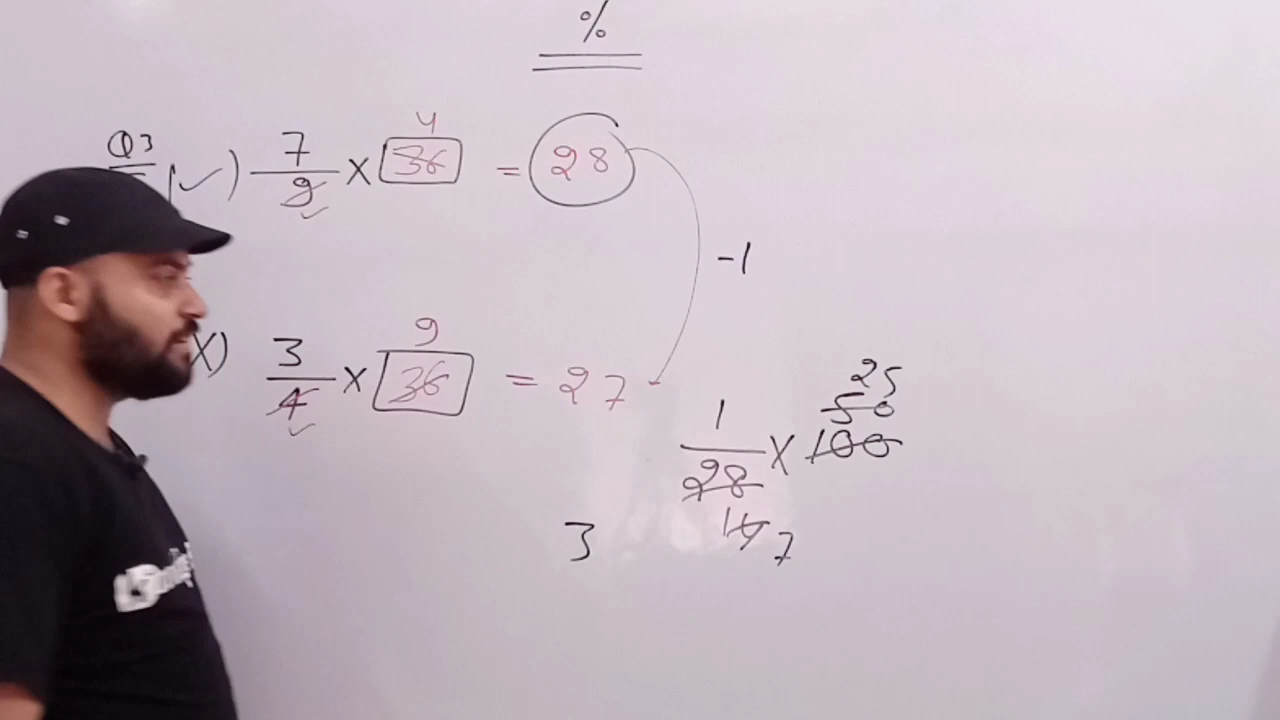 %
Q3
✓) 7/9 × 36 4 = 28
-1
X) 3/4 × 36 9 = 27
1/28 × 100 50 25
14 7
3